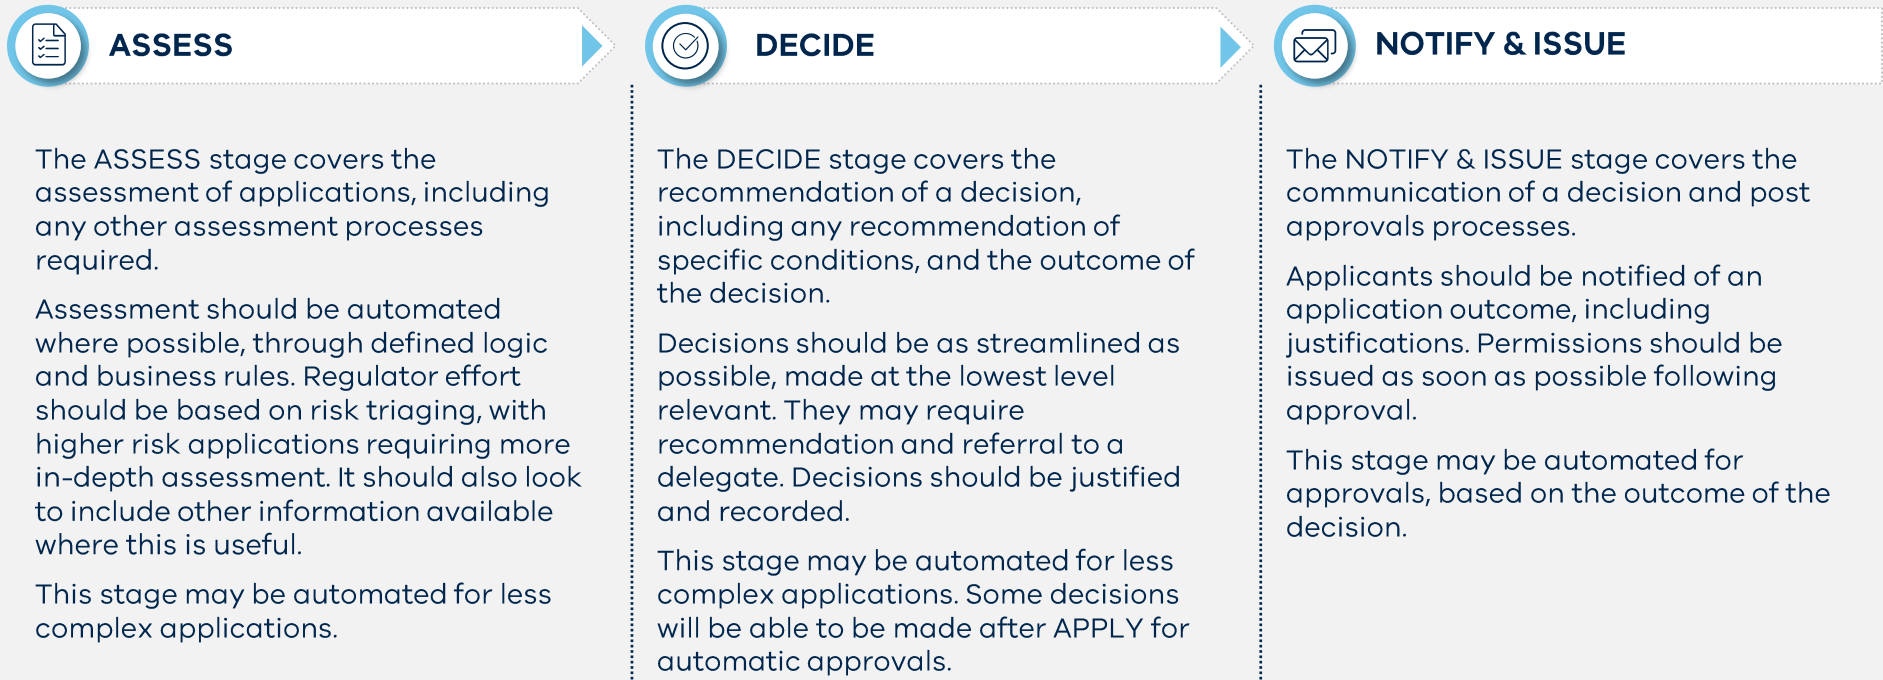 ASSESS
The ASSESS stage covers the
assessment of applications, including
any other assessment processes
required.
Assessment should be automated
where possible, through defined logic
and business rules. Regulator effort
should be based on risk triaging, with
higher risk applications requiring more
in-depth assessment. It should also look
to include other information available
where this is useful.
This stage may be automated for less
complex applications.
DECIDE
The DECIDE stage covers the
recommendation of a decision,
including any recommendation of
specific conditions, and the outcome of
the decision.
Decisions should be as streamlined as
possible, made at the lowest level
relevant. They may require
recommendation and referral to a
delegate. Decisions should be justified
and recorded.
This stage may be automated for less
complex applications. Some decisions
will be able to be made after APPLY for
automatic approvals.
NOTIFY & ISSUE
The NOTIFY & ISSUE stage covers the
communication of a decision and post
approvals processes.
Applicants should be notified of an
application outcome, including
justifications. Permissions should be
issued as soon as possible following
approval.
This stage may be automated for
approvals, based on the outcome of the
decision.